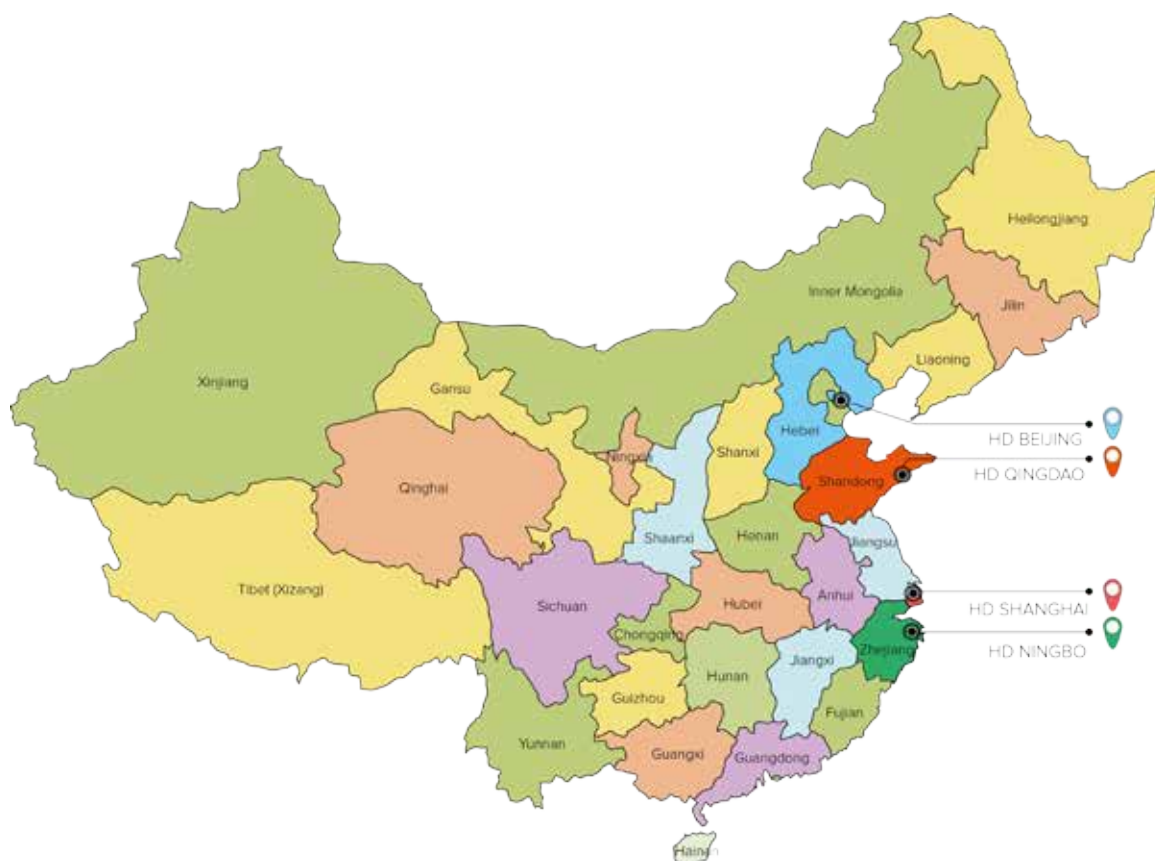 Heilongjiang
Inner Mongolia
Jilin
Liaoning
Xinjiang
Gansu
Hebei
HD BEIJING
Shanxi
Ningxia
HD QINGDAO
Qinghai
Shandong
Shaanxi
Henan
Jiangsu
Tibet (Xizang)
Sichuan
Hubei
Anhui
HD SHANGHAI
Chongqing
Zhejiang
HD NINGBO
Jiangxi
Hunan
Guizhou
Fujian
Yunnan
Guangxi
Guangdong
Hainan